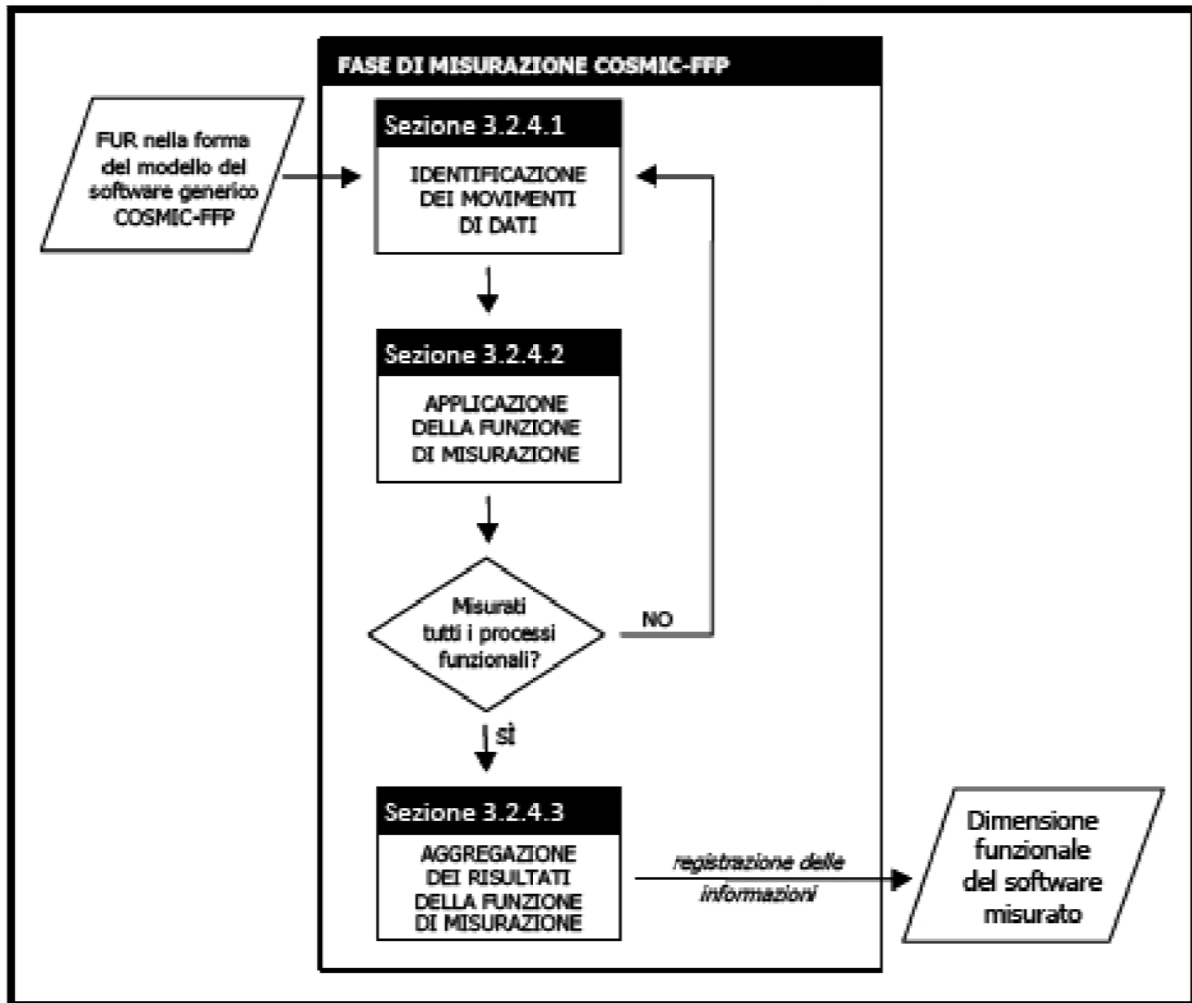 FASE DI MISURAZIONE COSMIC-FFP
FUR nella forma
del modello del
software generico
COSMIC-FFP
Sezione 3.2.4.1
IDENTIFICAZIONE
DEI MOVIMENTI
DI DATI
Sezione 3.2.4.2
APPLICAZIONE
DELLA FUNZIONE
DI MISURAZIONE
Misurati
tutti i processi
funzionali?
NO
SÌ
Sezione 3.2.4.3
AGGREGAZIONE
DEI RISULTATI
DELLA FUNZIONE
DI MISURAZIONE
registrazione delle
informazioni
Dimensione
funzionale
del software
misurato